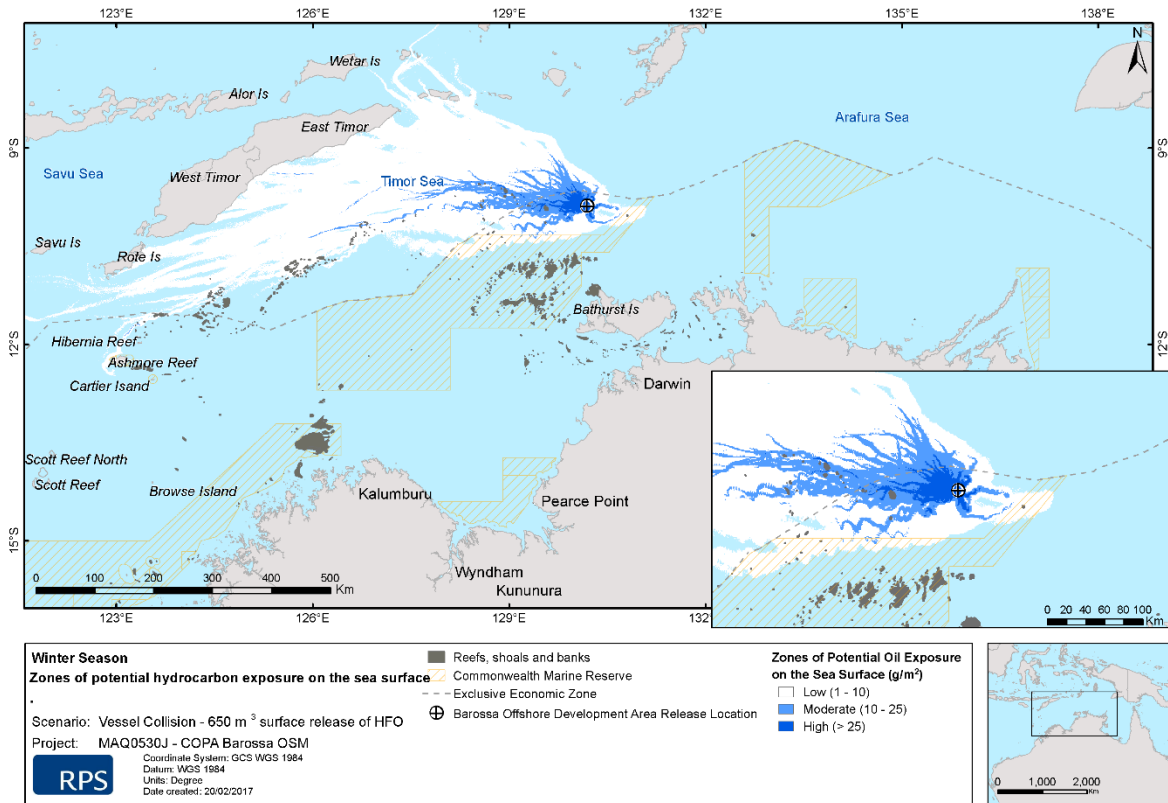 123°E 126°E 129°E 132°E 135°E 138°E
N
Wetar Is
Alor Is
Arafura Sea
East Timor
9°S 9°S
Savu Sea
West Timor
Timor Sea
Savu Is
Rote Is
Bathurst Is
12°S 12°S
Hibernia Reef
Ashmore Reef
Cartier Isand
Darwin
Scott Reef North
Scott Reef
Browse Island
Kalumburu
Pearce Point
15°S
Wyndham
Kununura
0 100 200 300 400 500
Km
0 20 40 60 80 100
Km
123°E 126°E 129°E 132°E
Winter Season
Zones of potential hydrocarbon exposure on the sea surface
.
Scenario: Vessel Collision - 650 m³ surface release of HFO
Project: MAQ0530J - COPA Barossa OSM
RPS
Coordinate System: GCS WGS 1984
Datum: WGS 1984
Units: Degree
Date created: 20/02/2017
Reefs, shoals and banks
Commonwealth Marine Reserve
Exclusive Economic Zone
Barossa Offshore Development Area Release Location
Zones of Potential Oil Exposure
on the Sea Surface (g/m²)
Low (1 - 10)
Moderate (10 - 25)
High (> 25)
0 1,000 2,000
Km